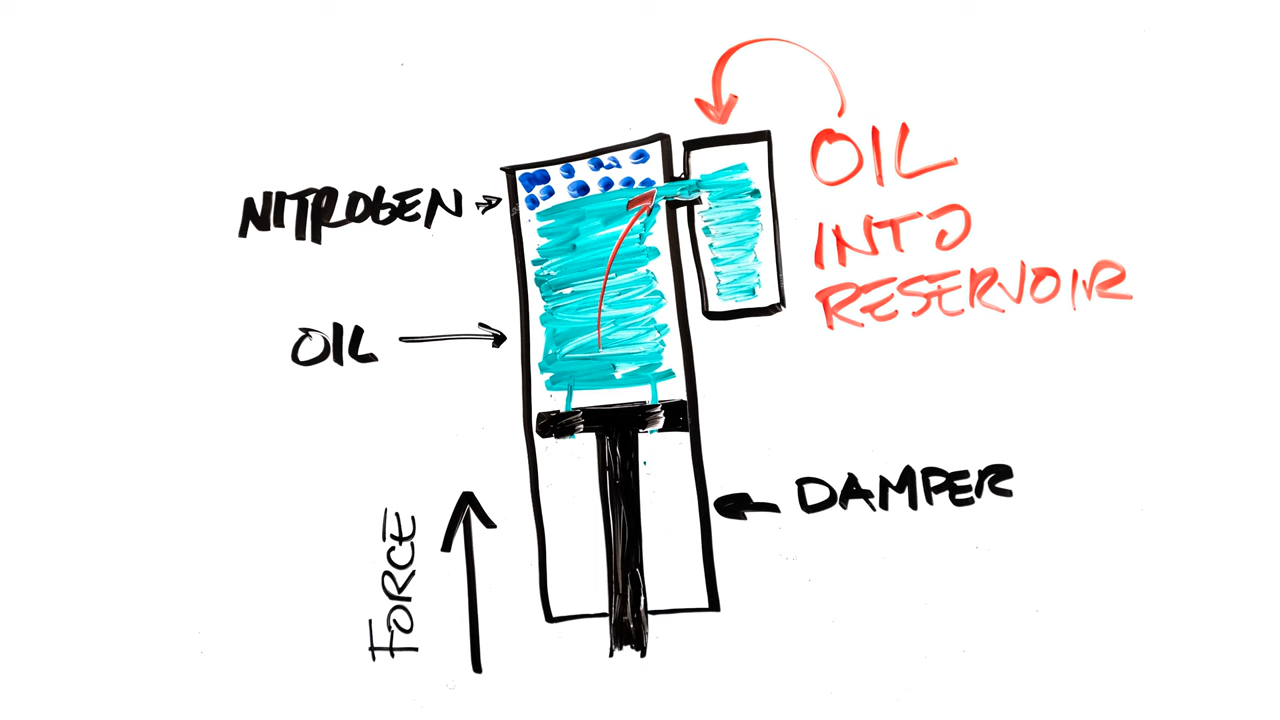 NITROGEN
OIL
FORCE
DAMPER
OIL
INTO
RESERVOIR